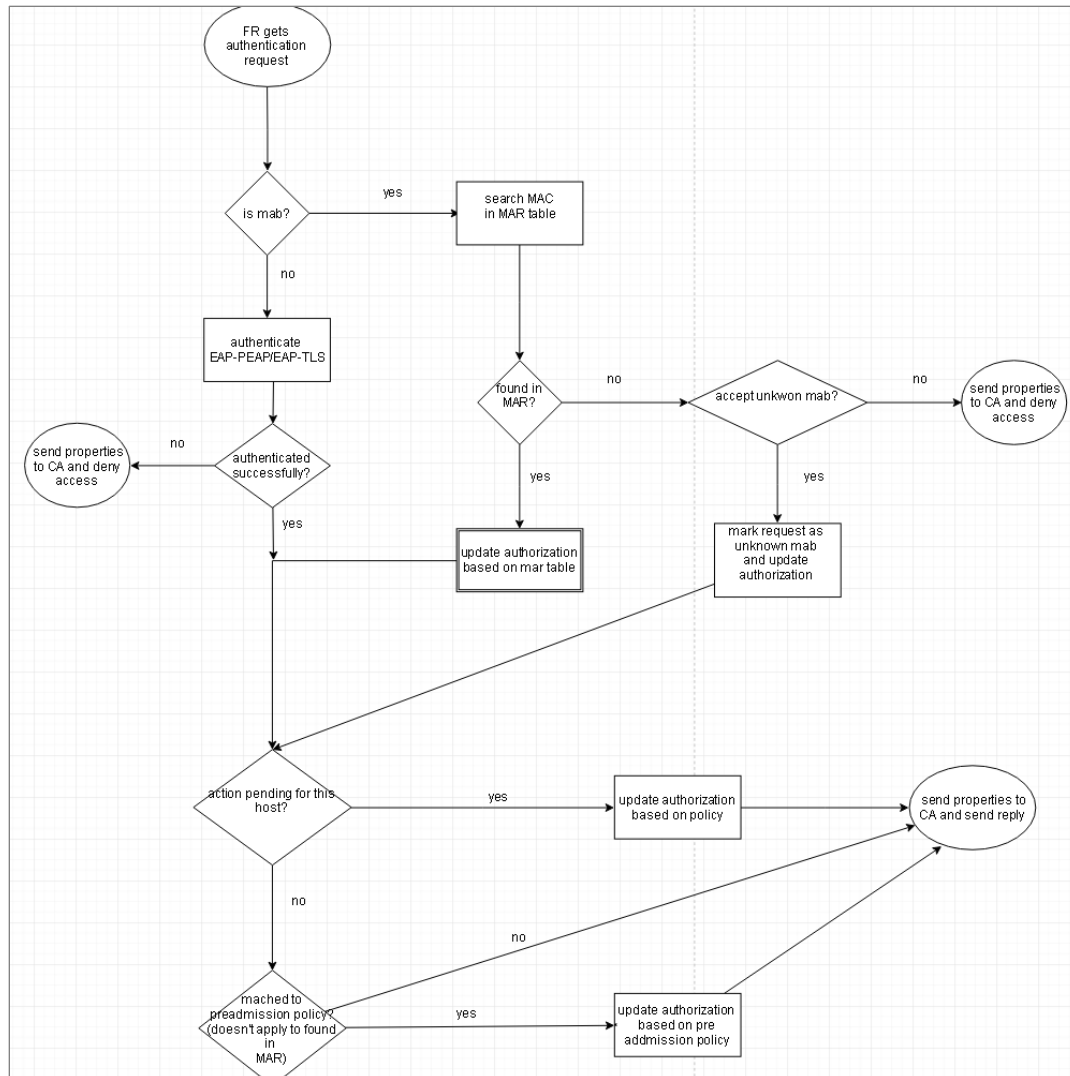 FR gets
authentication
request
is mab?
yes
search MAC
in MAR table
no
authenticate
EAP-PEAP/EAP-TLS
found in
MAR?
no
accept unkwon mab?
no
send properties
to CA and deny
access
send properties
to CA and deny
access
no
authenticated
successfully?
yes
yes
yes
update authorization
based on mar table
mark request as
unknown mab
and update
authorization
action pending for this
host?
yes
update authorization
based on policy
send properties to
CA and send reply
no
no
mached to
preadmission policy?
(doesn't apply to found
in
MAR)
yes
update authorization
based on pre
addmission policy